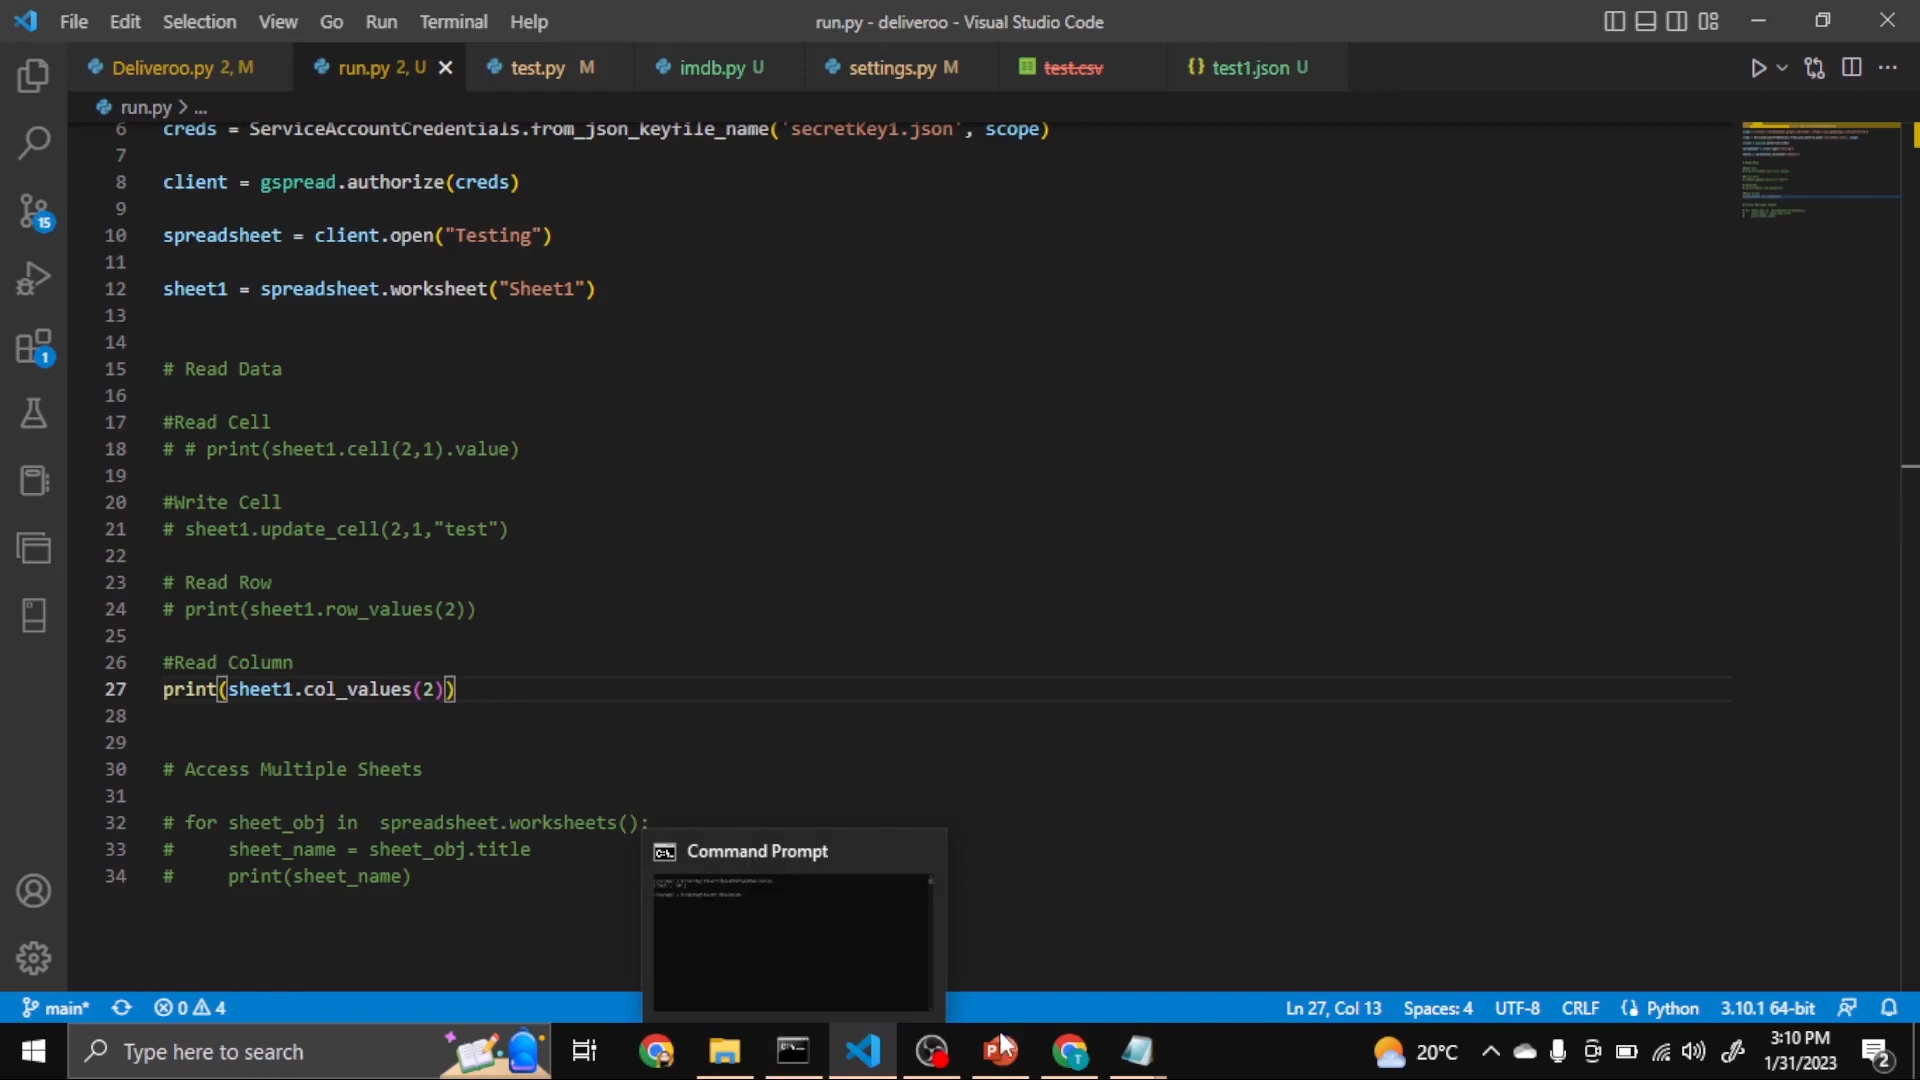 File Edit Selection View Go Run Terminal Help
run.py - deliveroo - Visual Studio Code
Deliveroo.py 2, M
run.py 2, U
test.py M
imdb.py U
settings.py M
test.csv
{} test1.json U
run.py > ...
6 creds = ServiceAccountCredentials.from_json_keyfile_name('secretKey1.json', scope)
7
8 client = gspread.authorize(creds)
9
10 spreadsheet = client.open("Testing")
11
12 sheet1 = spreadsheet.worksheet("Sheet1")
13
14
15 # Read Data
16
17 #Read Cell
18 # # print(sheet1.cell(2,1).value)
19
20 #Write Cell
21 # sheet1.update_cell(2,1,"test")
22
23 # Read Row
24 # print(sheet1.row_values(2))
25
26 #Read Column
27 print(sheet1.col_values(2))
28
29
30 # Access Multiple Sheets
31
32 # for sheet_obj in  spreadsheet.worksheets():
33 #     sheet_name = sheet_obj.title
34 #     print(sheet_name)
15
1
Command Prompt
main* 0 4
Ln 27, Col 13 Spaces: 4 UTF-8 CRLF {} Python 3.10.1 64-bit
Type here to search
20°C
3:10 PM
1/31/2023
2